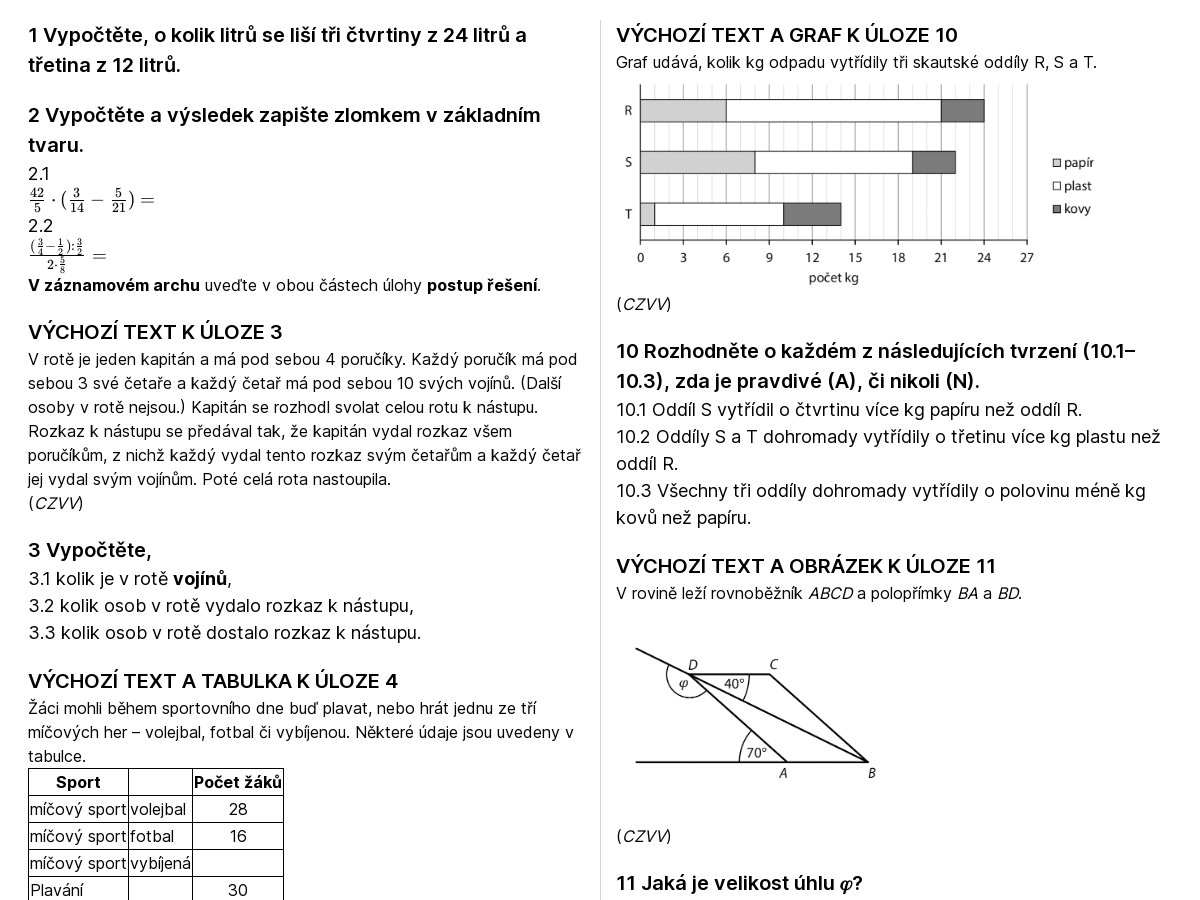 1 Vypočtěte, o kolik litrů se liší tři čtvrtiny z 24 litrů a
třetina z 12 litrů.
2 Vypočtěte a výsledek zapište zlomkem v základním
tvaru.
2.1
42/5 · (3/14 − 5/21) =
2.2
((3/4 − 1/2) : 3/2) / (2 · 5/8) =
V záznamovém archu uveďte v obou částech úlohy postup řešení.
VÝCHOZÍ TEXT K ÚLOZE 3
V rotě je jeden kapitán a má pod sebou 4 poručíky. Každý poručík má pod
sebou 3 své četaře a každý četař má pod sebou 10 svých vojínů. (Další
osoby v rotě nejsou.) Kapitán se rozhodl svolat celou rotu k nástupu.
Rozkaz k nástupu se předával tak, že kapitán vydal rozkaz všem
poručíkům, z nichž každý vydal tento rozkaz svým četařům a každý četař
jej vydal svým vojínům. Poté celá rota nastoupila.
(CZVV)
3 Vypočtěte,
3.1 kolik je v rotě vojínů,
3.2 kolik osob v rotě vydalo rozkaz k nástupu,
3.3 kolik osob v rotě dostalo rozkaz k nástupu.
VÝCHOZÍ TEXT A TABULKA K ÚLOZE 4
Žáci mohli během sportovního dne buď plavat, nebo hrát jednu ze tří
míčových her – volejbal, fotbal či vybíjenou. Některé údaje jsou uvedeny v
tabulce.
Sport Počet žáků
míčový sport volejbal 28
míčový sport fotbal 16
míčový sport vybíjená
Plavání 30
VÝCHOZÍ TEXT A GRAF K ÚLOZE 10
Graf udává, kolik kg odpadu vytřídily tři skautské oddíly R, S a T.
R
S
T
papír
plast
kovy
0 3 6 9 12 15 18 21 24 27
počet kg
(CZVV)
10 Rozhodněte o každém z následujících tvrzení (10.1–
10.3), zda je pravdivé (A), či nikoli (N).
10.1 Oddíl S vytřídil o čtvrtinu více kg papíru než oddíl R.
10.2 Oddíly S a T dohromady vytřídily o třetinu více kg plastu než
oddíl R.
10.3 Všechny tři oddíly dohromady vytřídily o polovinu méně kg
kovů než papíru.
VÝCHOZÍ TEXT A OBRÁZEK K ÚLOZE 11
V rovině leží rovnoběžník ABCD a polopřímky BA a BD.
D C
φ 40°
70°
A B
(CZVV)
11 Jaká je velikost úhlu φ?